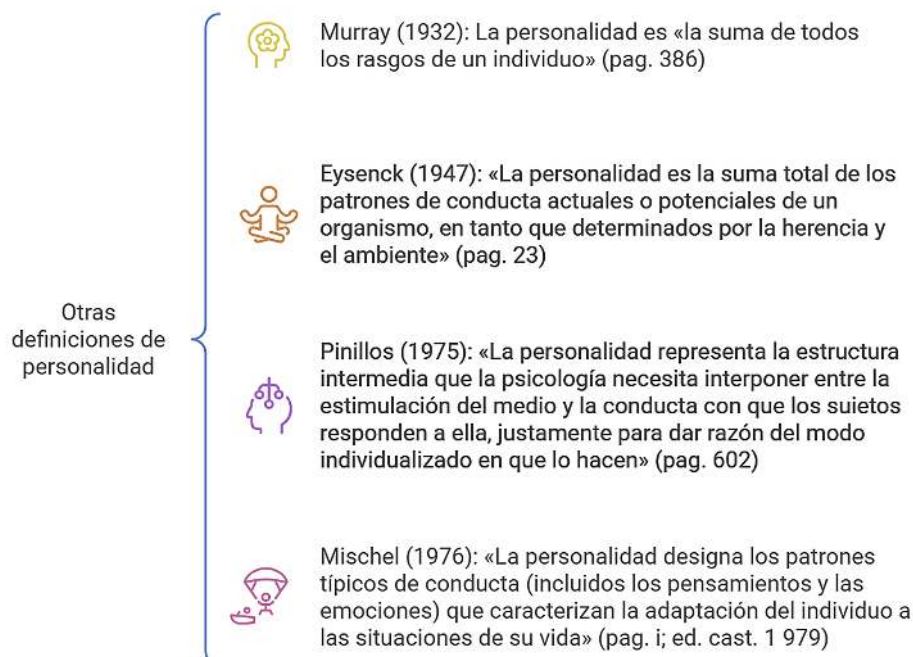 Otras
definiciones de
personalidad
Murray (1932): La personalidad es «la suma de todos
los rasgos de un individuo» (pag. 386)
Eysenck (1947): «La personalidad es la suma total de los
patrones de conducta actuales o potenciales de un
organismo, en tanto que determinados por la herencia y
el ambiente» (pag. 23)
Pinillos (1975): «La personalidad representa la estructura
intermedia que la psicología necesita interponer entre la
estimulación del medio y la conducta con que los sujetos
responden a ella, justamente para dar razón del modo
individualizado en que lo hacen» (pag. 602)
Mischel (1976): «La personalidad designa los patrones
típicos de conducta (incluidos los pensamientos y las
emociones) que caracterizan la adaptación del individuo a
las situaciones de su vida» (pag. i; ed. cast. 1 979)